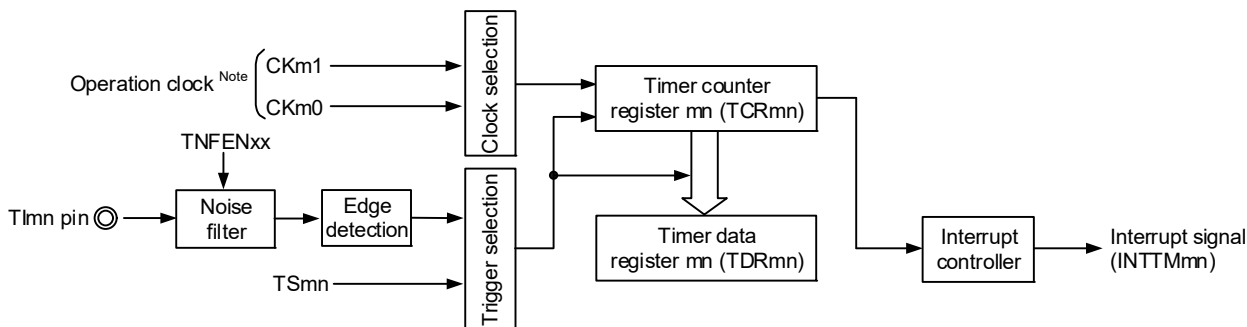 Operation clock Note
CKm1
CKm0
Clock selection
Timer counter
register mn (TCRmn)
TNFENxx
TImn pin
Noise
filter
Edge
detection
TSmn
Trigger selection
Timer data
register mn (TDRmn)
Interrupt
controller
Interrupt signal
(INTTMmn)